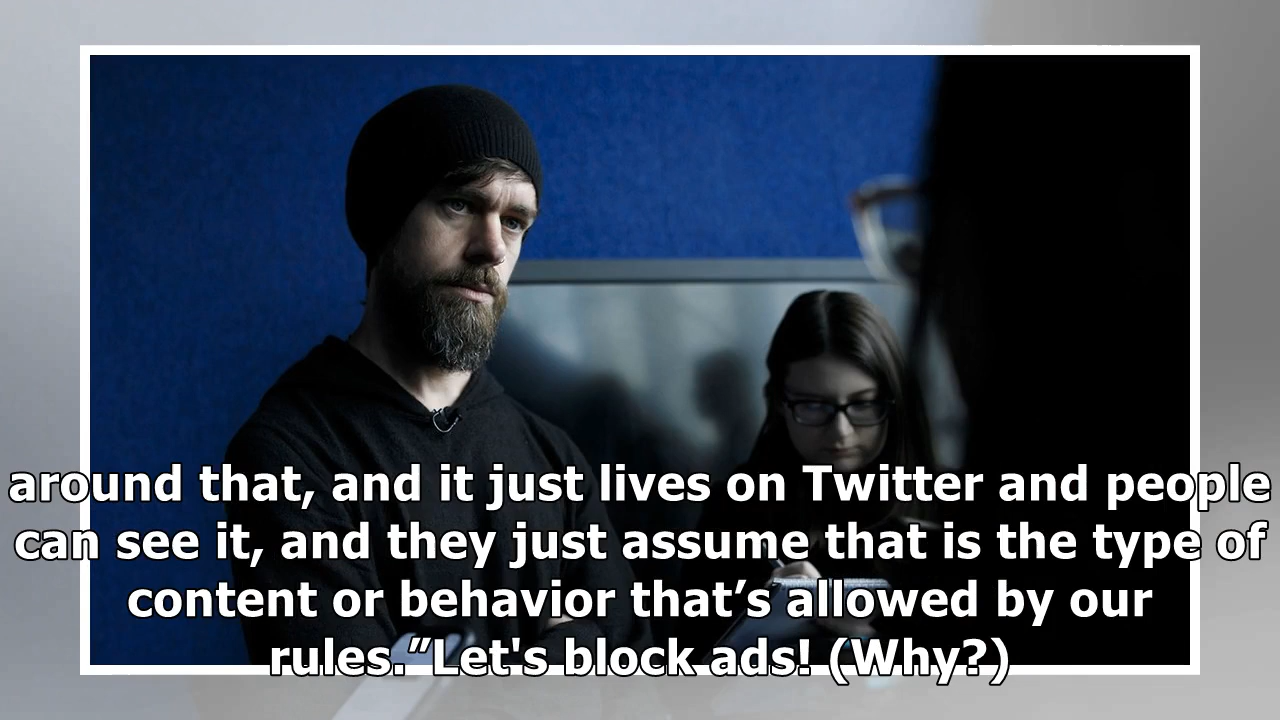 around that, and it just lives on Twitter and people
can see it, and they just assume that is the type of
content or behavior that’s allowed by our
rules.”Let's block ads! (Why?)